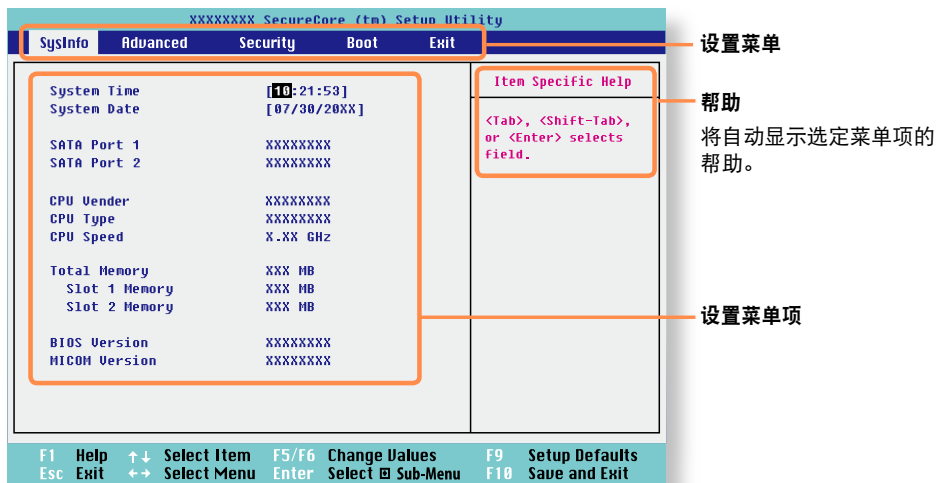 XXXXXXXX SecureCore (tm) Setup Utility
SysInfo Advanced Security Boot Exit
设置菜单
System Time [10:21:53]
System Date [07/30/20XX]
SATA Port 1 XXXXXXXX
SATA Port 2 XXXXXXXX
CPU Vender XXXXXXXX
CPU Type XXXXXXXX
CPU Speed X.XX GHz
Total Memory XXX MB
Slot 1 Memory XXX MB
Slot 2 Memory XXX MB
BIOS Version XXXXXXXX
MICOM Version XXXXXXXX
Item Specific Help
<Tab>, <Shift-Tab>,
or <Enter> selects
field.
帮助
将自动显示选定菜单项的
帮助。
设置菜单项
F1 Help ↑↓ Select Item F5/F6 Change Values F9 Setup Defaults
Esc Exit ←→ Select Menu Enter Select Sub-Menu F10 Save and Exit